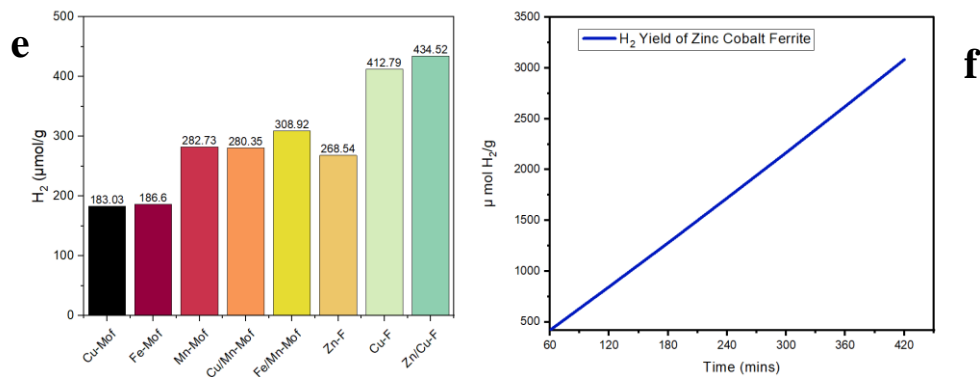 e
H₂ (μmol/g)
500
400
300
200
100
0
183.03
186.6
282.73
280.35
308.92
268.54
412.79
434.52
Cu-Mof
Fe-Mof
Mn-Mof
Cu/Mn-Mof
Fe/Mn-Mof
Zn-F
Cu-F
Zn/Cu-F
f
H₂ Yield of Zinc Cobalt Ferrite
μ mol H₂/g
3500
3000
2500
2000
1500
1000
500
60
120
180
240
300
360
420
Time (mins)